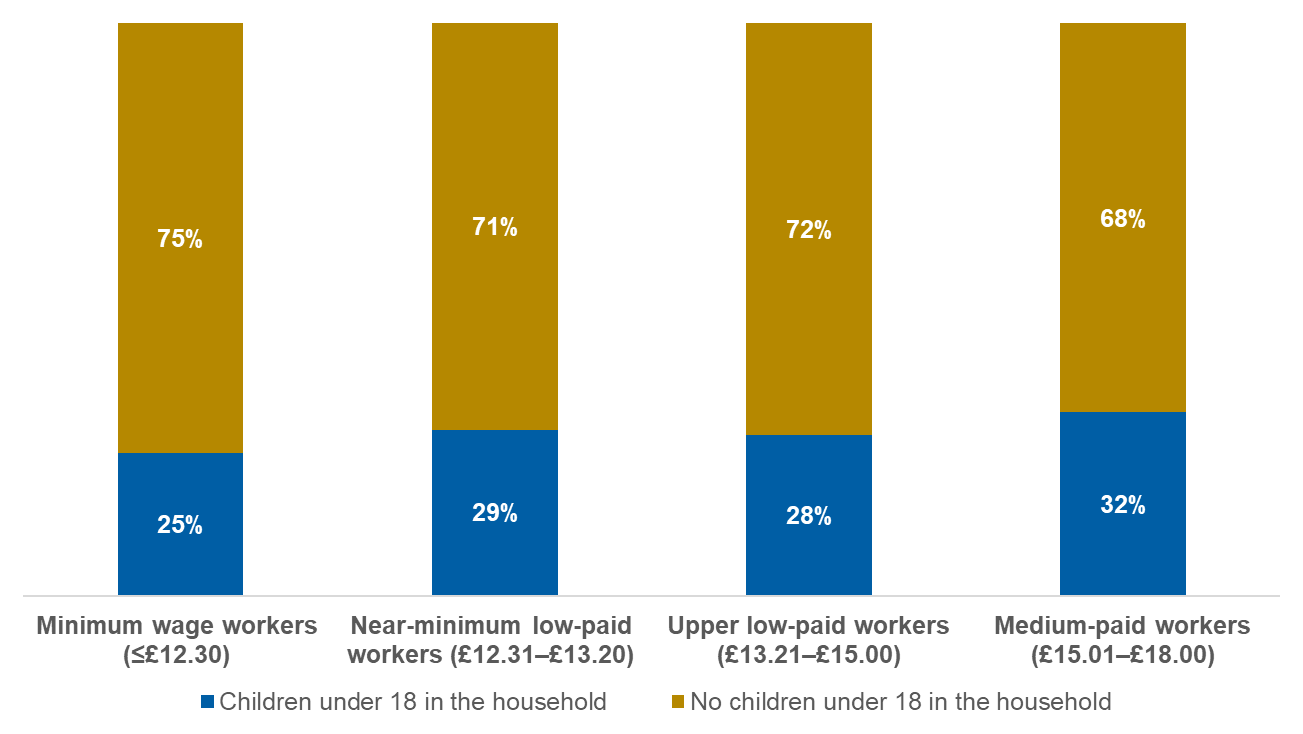 75%
71%
72%
68%
25%
29%
28%
32%
Minimum wage workers
(≤£12.30)
Near-minimum low-paid
workers (£12.31–£13.20)
Upper low-paid workers
(£13.21–£15.00)
Medium-paid workers
(£15.01–£18.00)
Children under 18 in the household
No children under 18 in the household